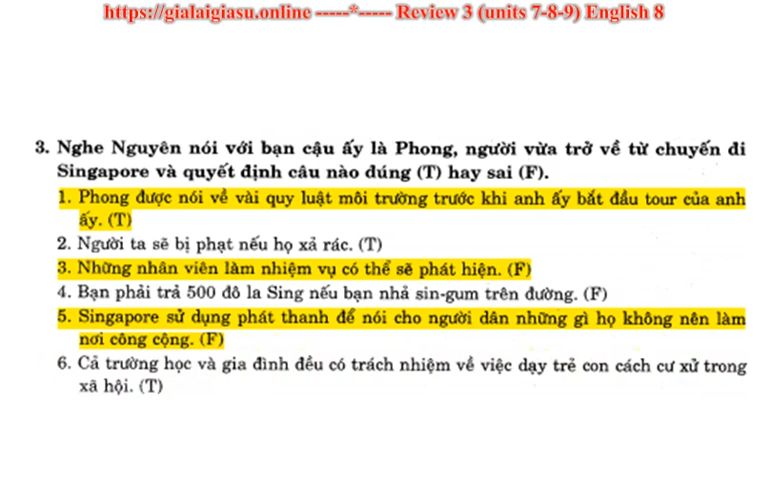 https://gialaigiasu.online -----*----- Review 3 (units 7-8-9) English 8
3. Nghe Nguyên nói với bạn cậu ấy là Phong, người vừa trở về từ chuyến đi
Singapore và quyết định câu nào đúng (T) hay sai (F).
1. Phong được nói về vài quy luật môi trường trước khi anh ấy bắt đầu tour của anh
ấy. (T)
2. Người ta sẽ bị phạt nếu họ xả rác. (T)
3. Những nhân viên làm nhiệm vụ có thể sẽ phát hiện. (F)
4. Bạn phải trả 500 đô la Sing nếu bạn nhả sin-gum trên đường. (F)
5. Singapore sử dụng phát thanh để nói cho người dân những gì họ không nên làm
nơi công cộng. (F)
6. Cả trường học và gia đình đều có trách nhiệm về việc dạy trẻ con cách cư xử trong
xã hội. (T)